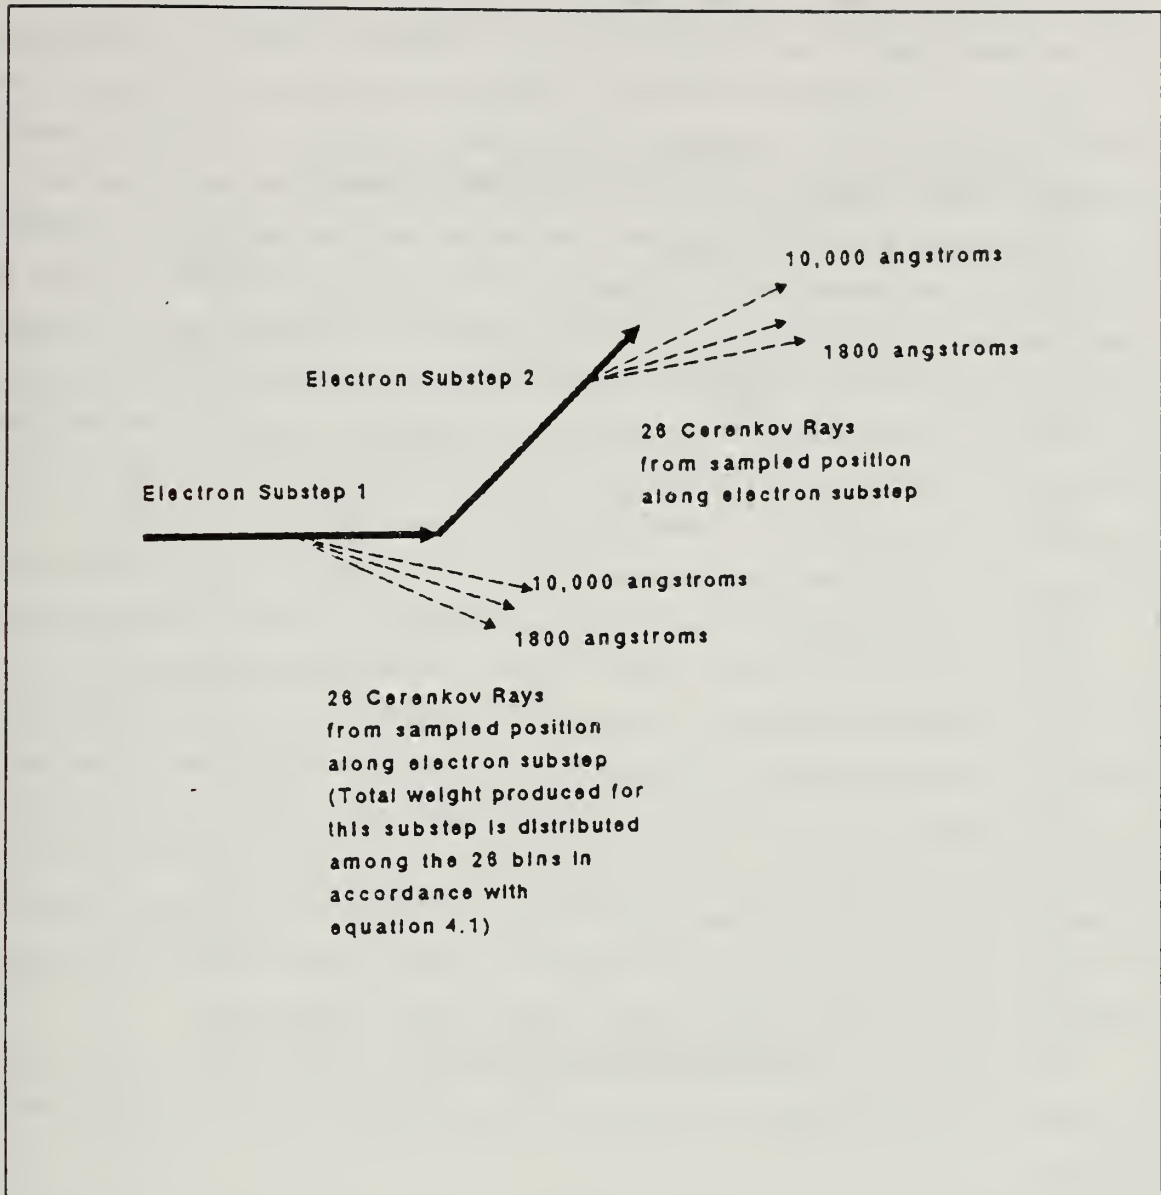 10,000 angstroms
1800 angstroms
Electron Substep 2
26 Cerenkov Rays
from sampled position
along electron substep
Electron Substep 1
10,000 angstroms
1800 angstroms
26 Cerenkov Rays
from sampled position
along electron substep
(Total weight produced for
this substep is distributed
among the 26 bins in
accordance with
equation 4.1)